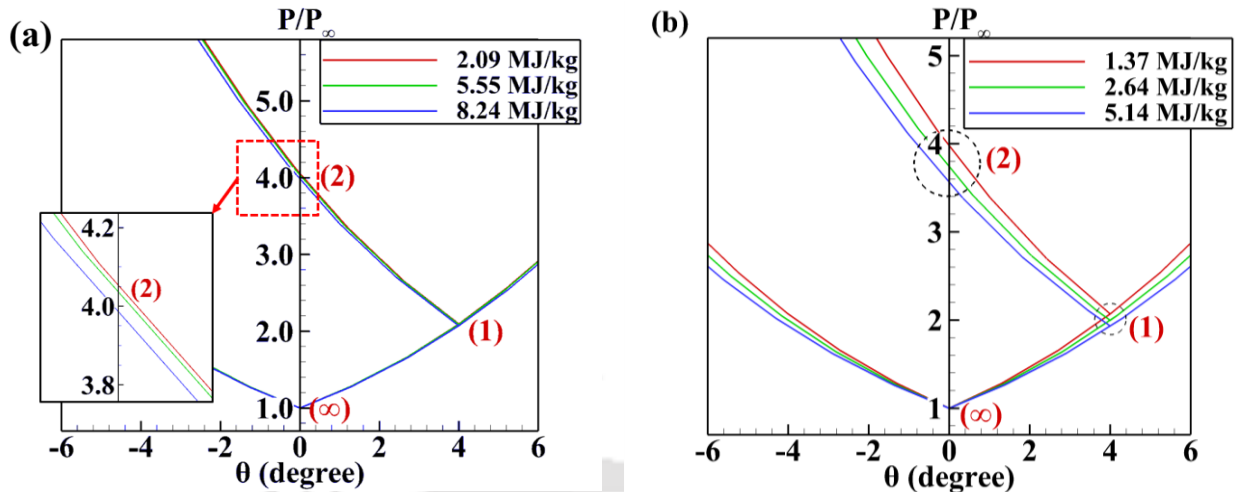 (a)
P/P∞
2.09 MJ/kg
5.55 MJ/kg
8.24 MJ/kg
5.0
4.0
3.0
2.0
1.0
(2)
(1)
(∞)
4.2
4.0
3.8
(2)
-6 -4 -2 0 2 4 6
θ (degree)
(b)
P/P∞
1.37 MJ/kg
2.64 MJ/kg
5.14 MJ/kg
5
4
3
2
1
(2)
(1)
(∞)
-6 -4 -2 0 2 4 6
θ (degree)